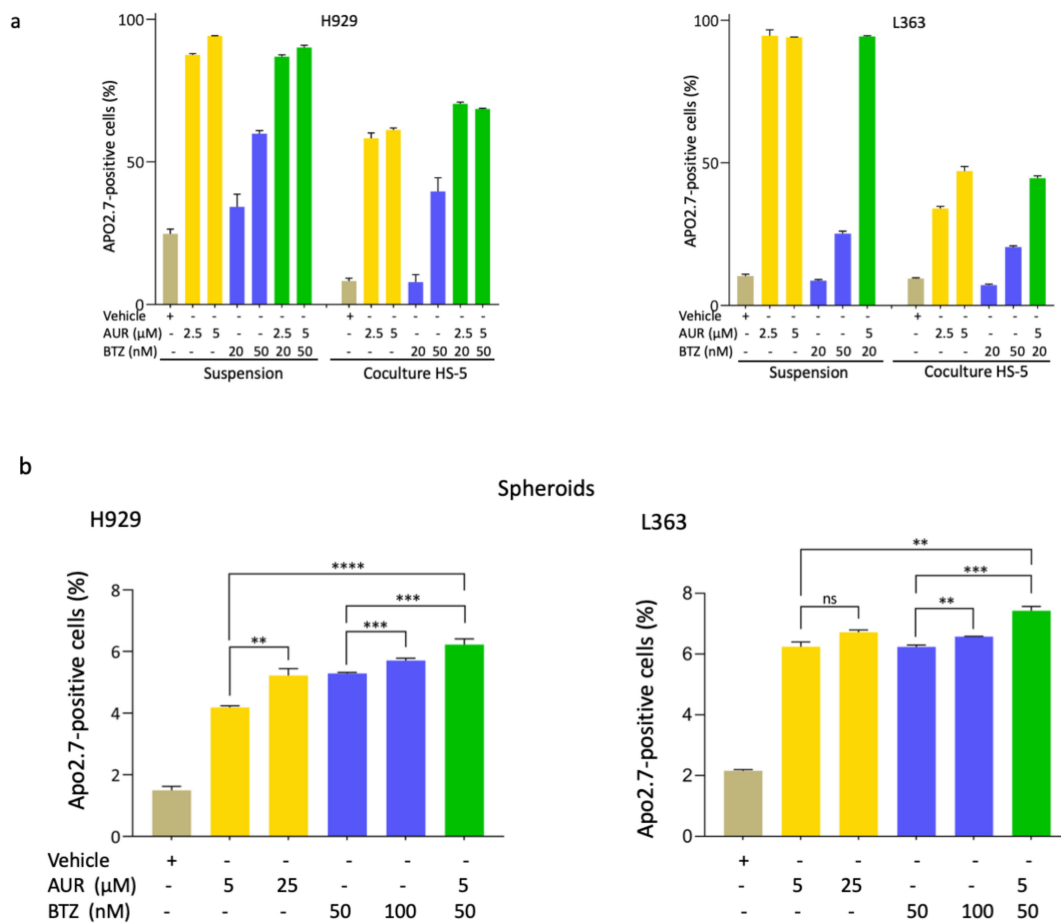 a
H929
L363
100
50
0
APO2.7-positive cells (%)
100
50
0
APO2.7-positive cells (%)
Vehicle + - - - - - - + - - - - - -
AUR (μM) - 2.5 5 - - 2.5 5 - 2.5 5 - - 2.5 5
BTZ (nM) - - - 20 50 20 50 - - - 20 50 20 50
Suspension Coculture HS-5
Vehicle + - - - - - + - - - - -
AUR (μM) - 2.5 5 - - 5 - 2.5 5 - - 5
BTZ (nM) - - - 20 50 20 - - - 20 50 20
Suspension Coculture HS-5
b
Spheroids
H929
L363
8
6
4
2
0
Apo2.7-positive cells (%)
****
***
**
***
8
6
4
2
0
Apo2.7-positive cells (%)
**
***
ns
**
Vehicle + - - - - -
AUR (μM) - 5 25 - - 5
BTZ (nM) - - - 50 100 50
+ - - - - -
- 5 25 - - 5
- - - 50 100 50